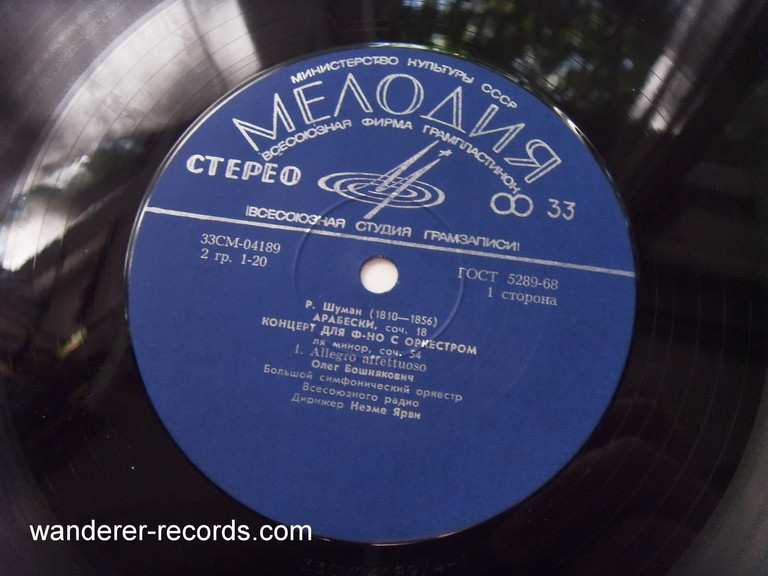 МИНИСТЕРСТВО КУЛЬТУРЫ СССР
МЕЛОДИЯ
ВСЕСОЮЗНАЯ ФИРМА ГРАМПЛАСТИНОК
СТЕРЕО
33
ВСЕСОЮЗНАЯ СТУДИЯ ГРАМЗАПИСИ
33СМ-04189
2 гр. 1-20
ГОСТ 5289-68
1 сторона
Р. Шуман (1810—1856)
АРАБЕСКИ, соч. 18
КОНЦЕРТ ДЛЯ Ф-НО С ОРКЕСТРОМ
ля минор, соч. 54
1. Allegro affettuoso
Олег Бошнякович
Большой симфонический оркестр
Всесоюзного радио
Дирижер Неэме Ярви
wanderer-records.com